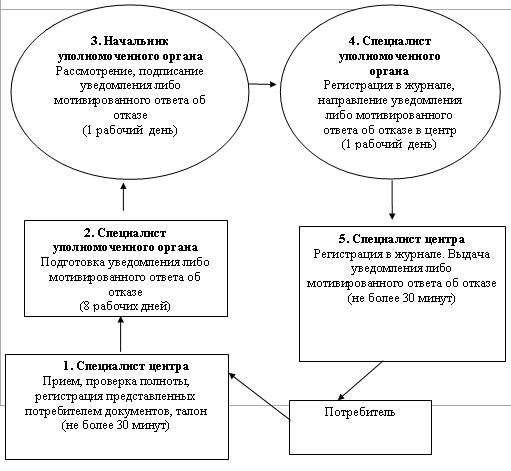 3. Начальник
уполномоченного органа
Рассмотрение, подписание
уведомления либо
мотивированного ответа об
отказе
(1 рабочий день)
4. Специалист
уполномоченного
органа
Регистрация в журнале,
направление уведомления
либо мотивированного
ответа об отказе в центр
(1 рабочий день)
2. Специалист
уполномоченного органа
Подготовка уведомления либо
мотивированного ответа об
отказе
(8 рабочих дней)
5. Специалист центра
Регистрация в журнале. Выдача
уведомления либо
мотивированного ответа об отказе
(не более 30 минут)
1. Специалист центра
Прием, проверка полноты,
регистрация представленных
потребителем документов, талон
(не более 30 минут)
Потребитель